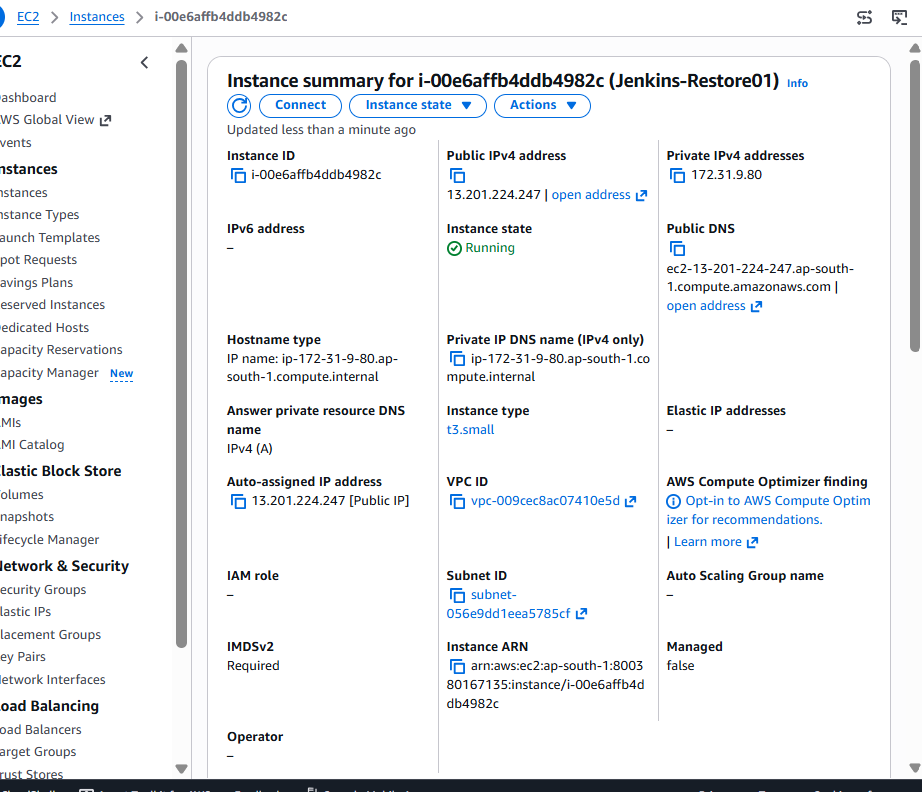 EC2 > Instances > i-00e6affb4ddb4982c
EC2
ashboard
WS Global View
vents
nstances
nstances
nstance Types
aunch Templates
pot Requests
avings Plans
eserved Instances
edicated Hosts
apacity Reservations
apacity Manager New
mages
MIs
MI Catalog
lastic Block Store
olumes
napshots
ifecycle Manager
Network & Security
ecurity Groups
lastic IPs
lacement Groups
ey Pairs
etwork Interfaces
oad Balancing
oad Balancers
arget Groups
rust Stores
Instance summary for i-00e6affb4ddb4982c (Jenkins-Restore01) Info
Connect
Instance state
Actions
Updated less than a minute ago
Instance ID
i-00e6affb4ddb4982c
Public IPv4 address
13.201.224.247 | open address
Private IPv4 addresses
172.31.9.80
IPv6 address
–
Instance state
Running
Public DNS
ec2-13-201-224-247.ap-south-
1.compute.amazonaws.com |
open address
Hostname type
IP name: ip-172-31-9-80.ap-
south-1.compute.internal
Private IP DNS name (IPv4 only)
ip-172-31-9-80.ap-south-1.co
mpute.internal
Answer private resource DNS
name
IPv4 (A)
Instance type
t3.small
Elastic IP addresses
–
Auto-assigned IP address
13.201.224.247 [Public IP]
VPC ID
vpc-009cec8ac07410e5d
AWS Compute Optimizer finding
Opt-in to AWS Compute Optim
izer for recommendations.
| Learn more
IAM role
–
Subnet ID
subnet-
056e9dd1eea5785cf
Auto Scaling Group name
–
IMDSv2
Required
Instance ARN
arn:aws:ec2:ap-south-1:8003
80167135:instance/i-00e6affb4d
db4982c
Managed
false
Operator
–